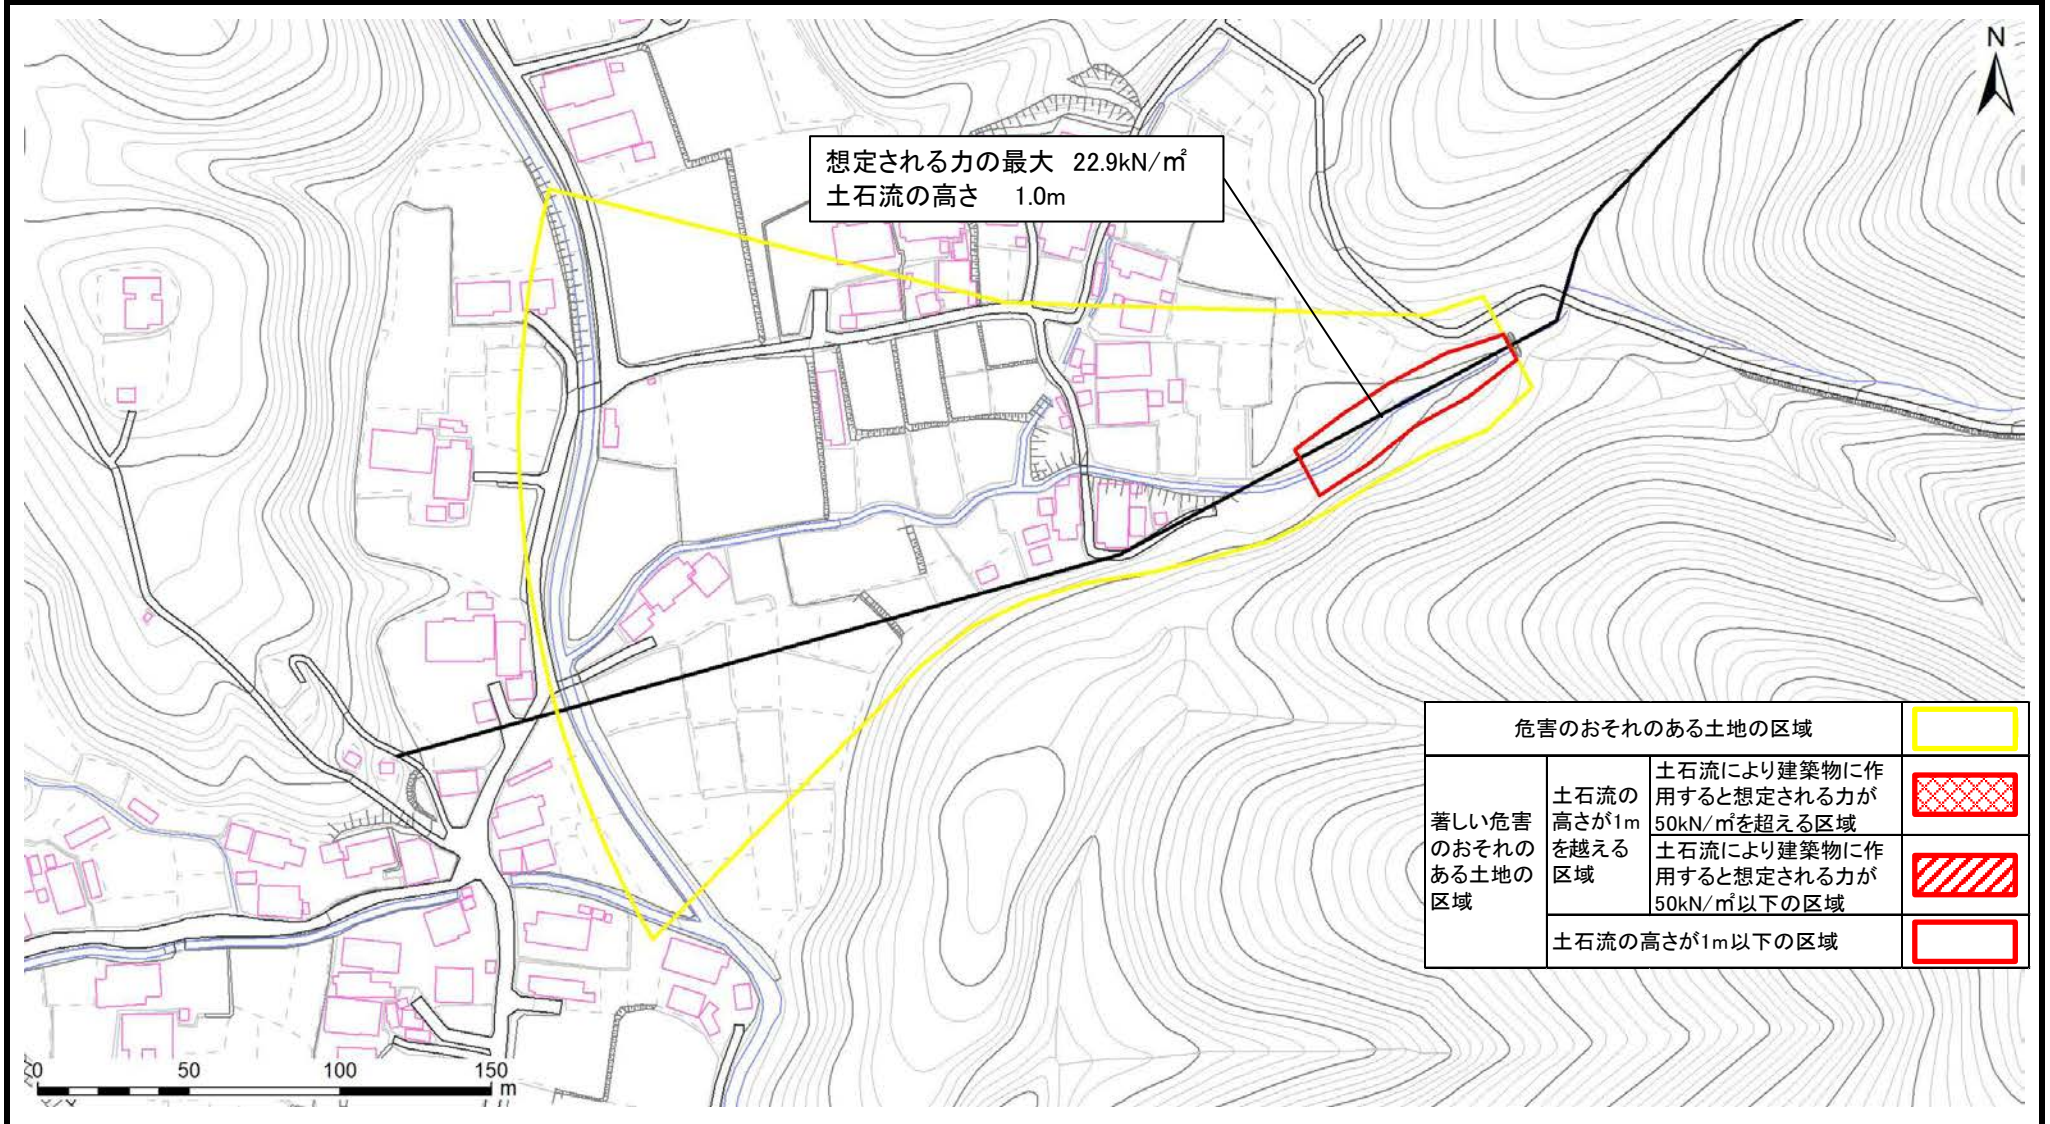 N
想定される力の最大 22.9kN/㎡
土石流の高さ 1.0m
危害のおそれのある土地の区域
著しい危害
のおそれの
ある土地の
区域
土石流の
高さが1m
を越える
区域
土石流により建築物に作
用すると想定される力が
50kN/㎡を超える区域
土石流により建築物に作
用すると想定される力が
50kN/㎡以下の区域
土石流の高さが1m以下の区域
0 50 100 150
m